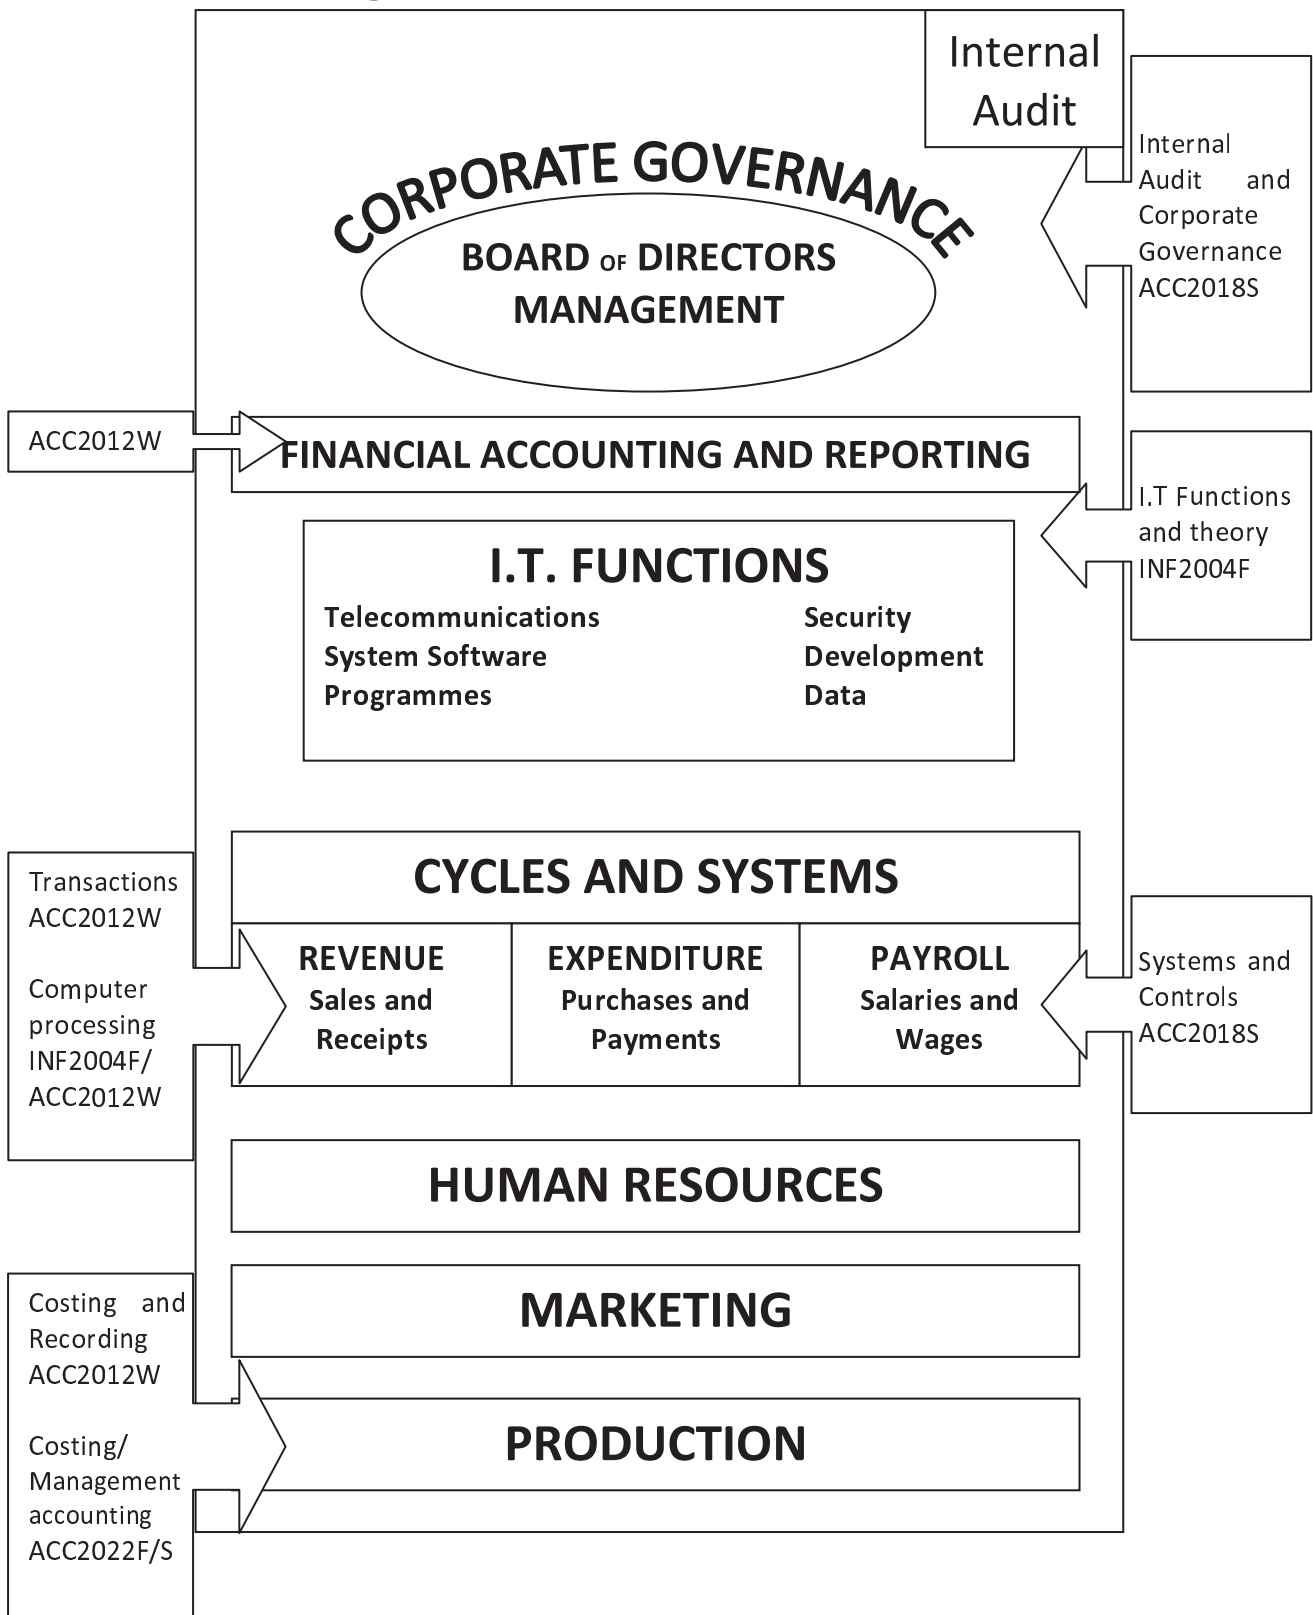 Internal
Audit
Internal
Audit and
Corporate
Governance
ACC2018S
CORPORATE GOVERNANCE
BOARD OF DIRECTORS
MANAGEMENT
ACC2012W
FINANCIAL ACCOUNTING AND REPORTING
I.T Functions
and theory
INF2004F
I.T. FUNCTIONS
Telecommunications Security
System Software Development
Programmes Data
CYCLES AND SYSTEMS
Transactions
ACC2012W
Computer
processing
INF2004F/
ACC2012W
REVENUE
Sales and
Receipts
EXPENDITURE
Purchases and
Payments
PAYROLL
Salaries and
Wages
Systems and
Controls
ACC2018S
HUMAN RESOURCES
MARKETING
Costing and
Recording
ACC2012W
Costing/
Management
accounting
ACC2022F/S
PRODUCTION